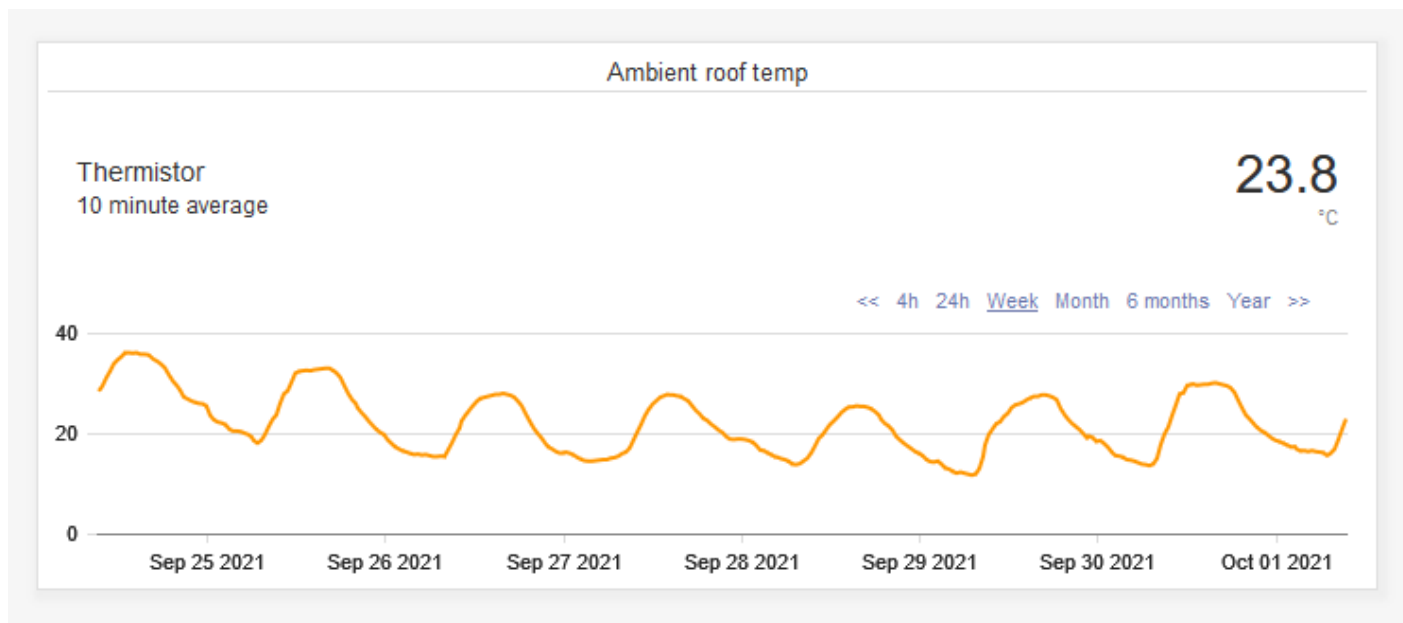 Ambient roof temp
Thermistor
10 minute average
23.8
°C
<< 4h 24h Week Month 6 months Year >>
40
20
0
Sep 25 2021 Sep 26 2021 Sep 27 2021 Sep 28 2021 Sep 29 2021 Sep 30 2021 Oct 01 2021